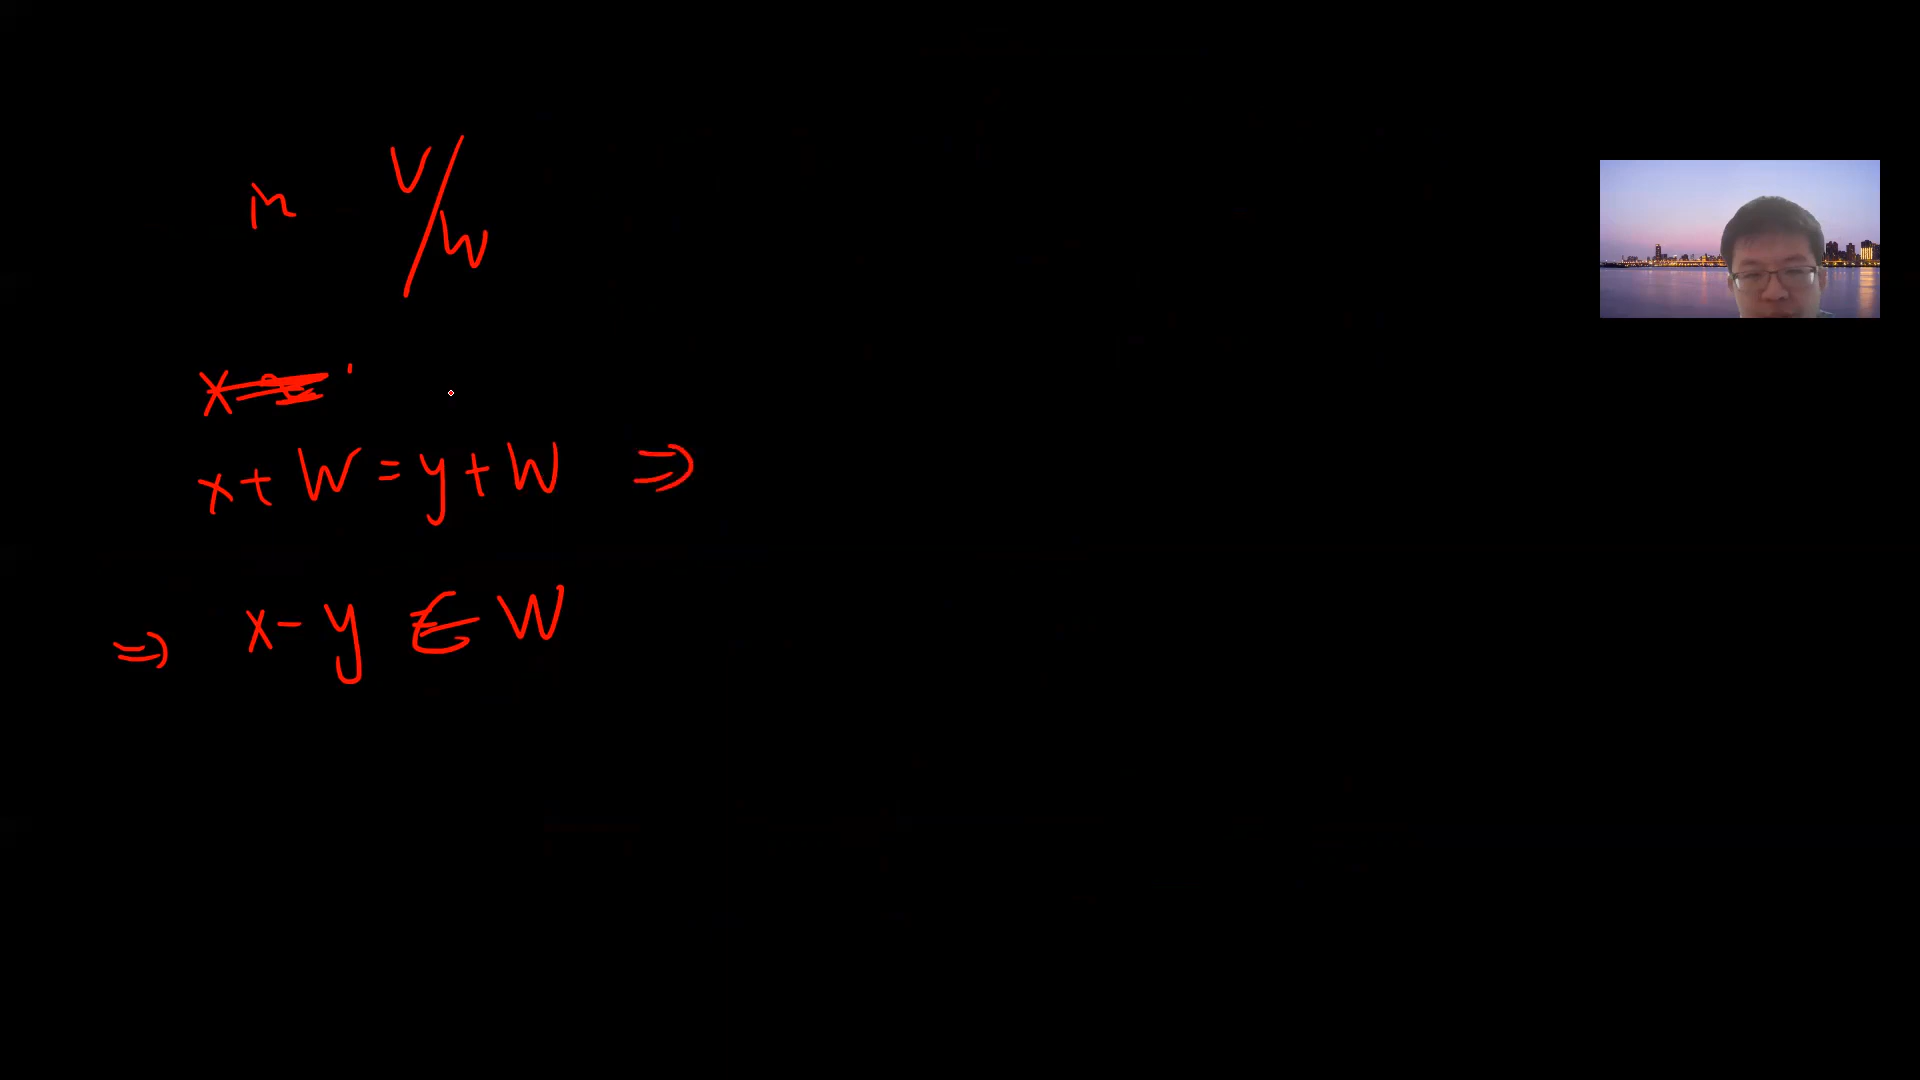 in V/W
x
x + W = y + W ⇒
⇒ x - y ∈ W